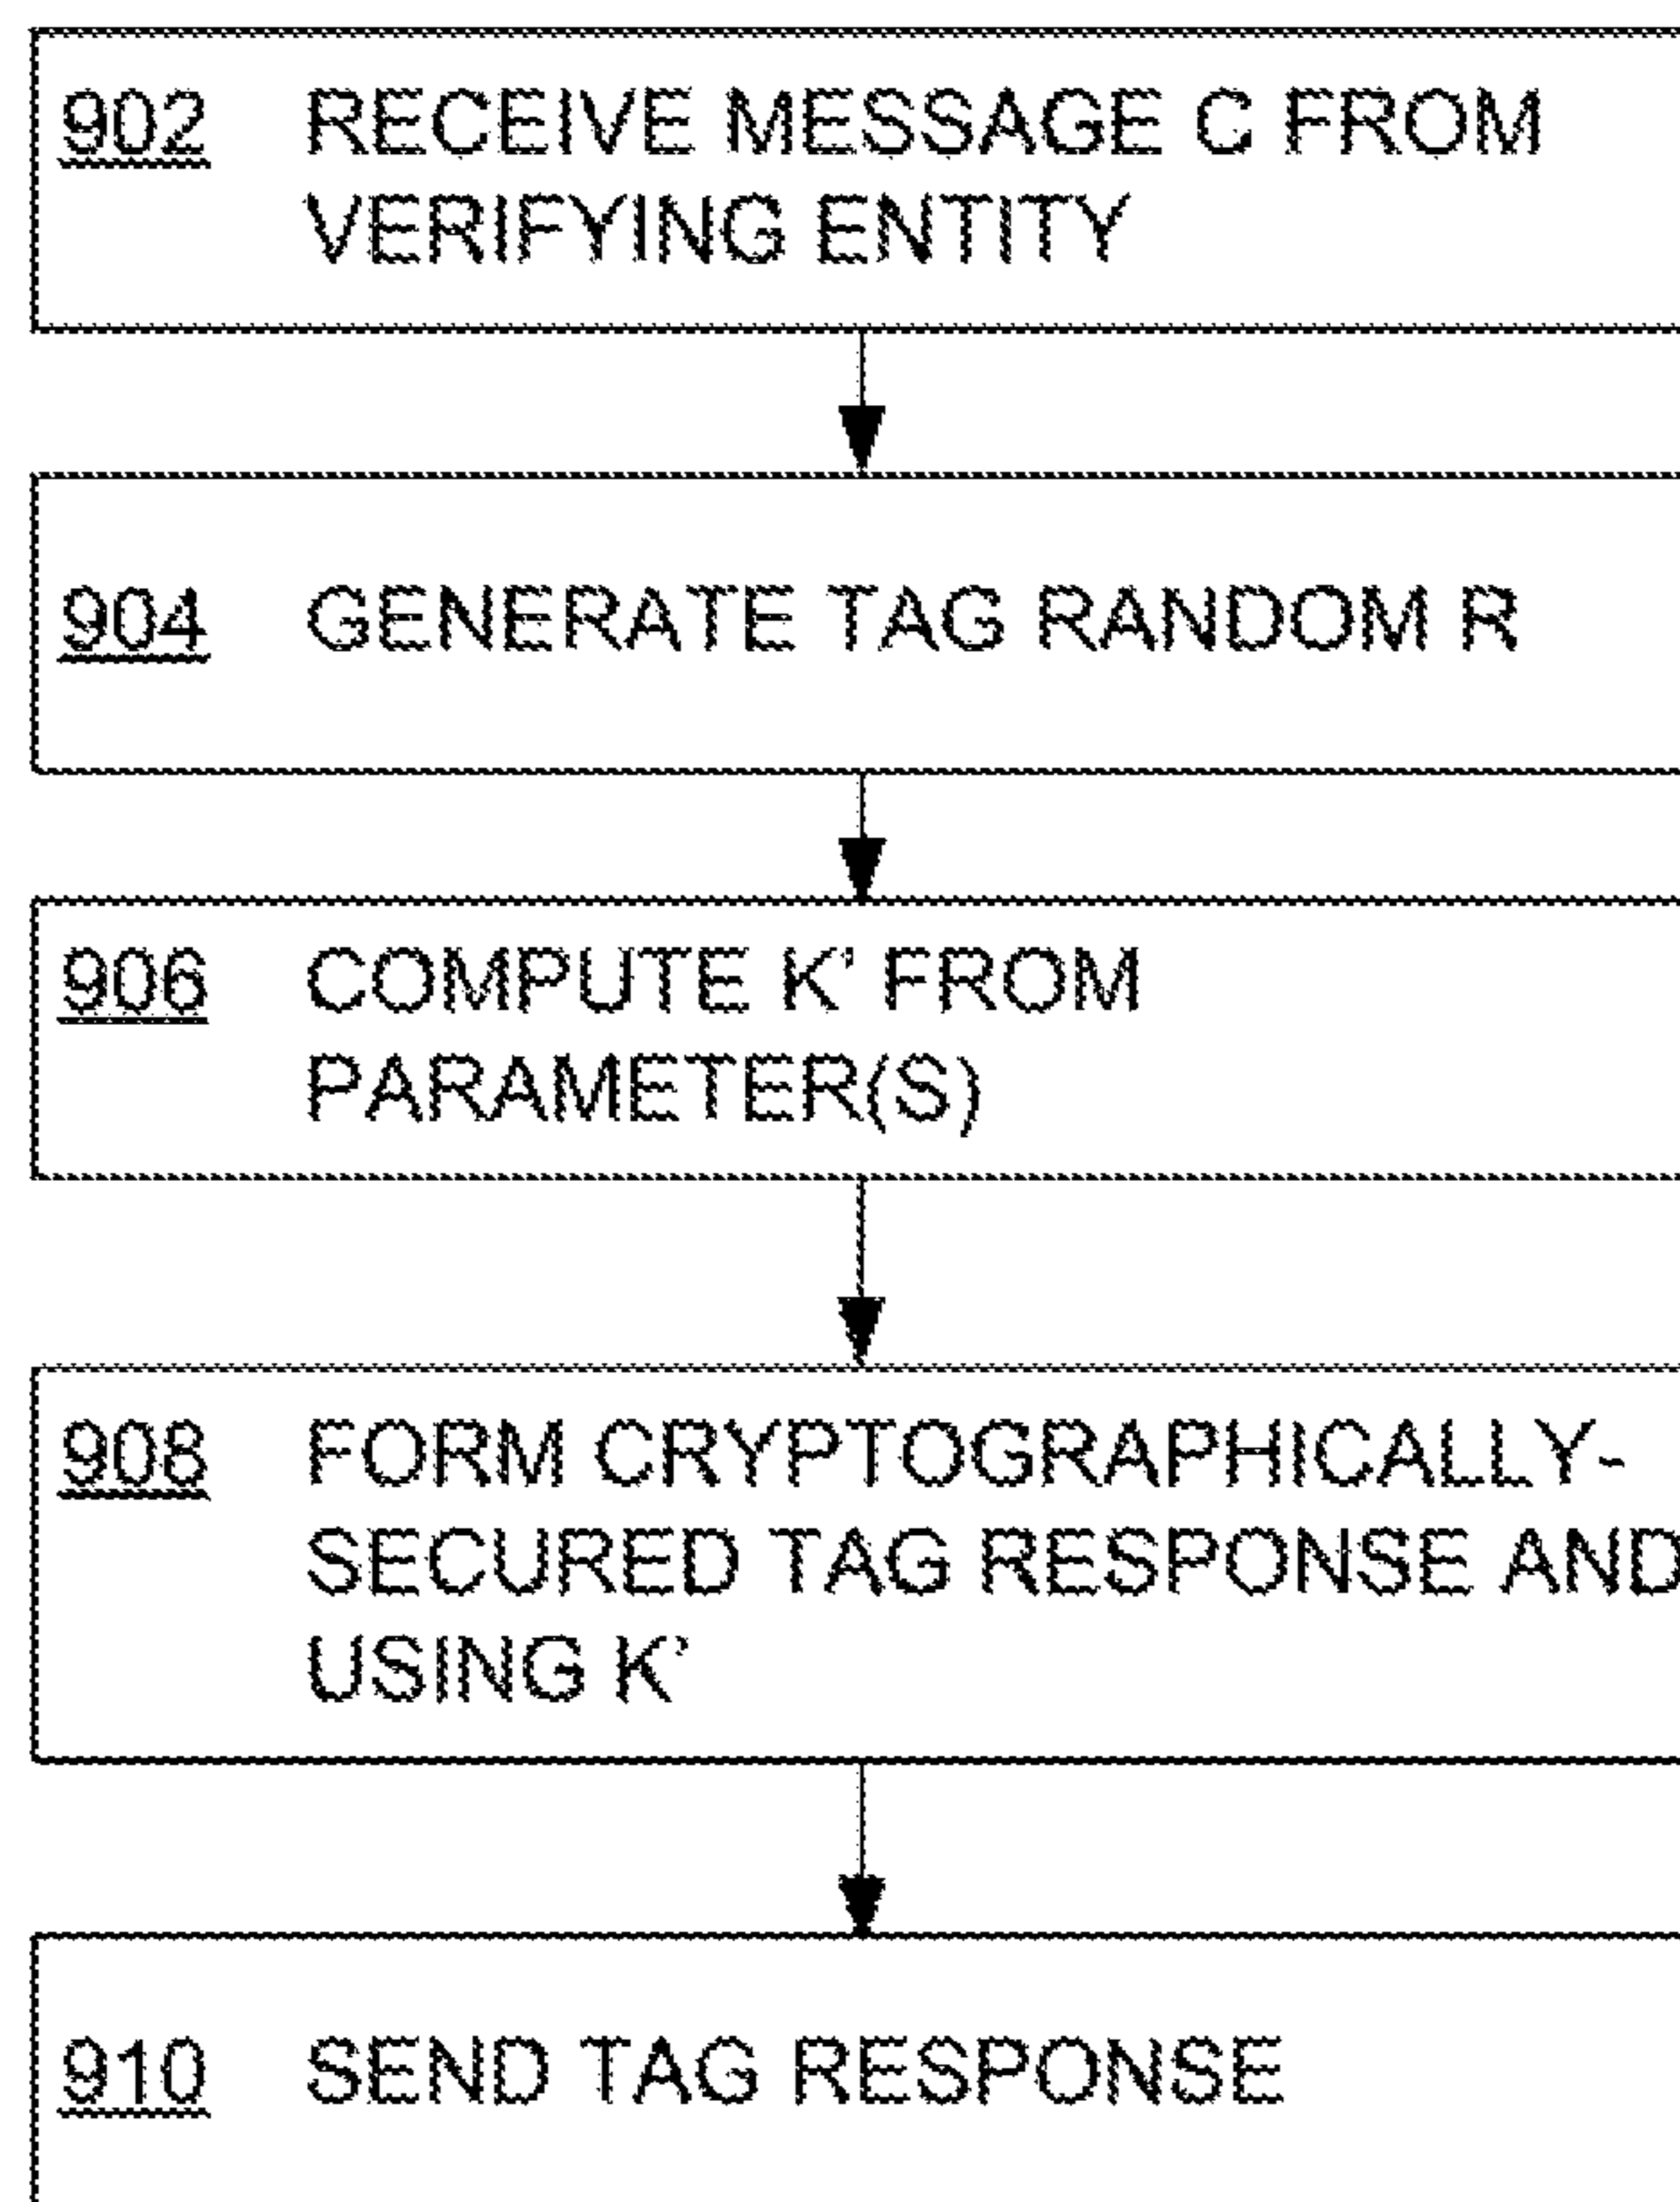 902 RECEIVE MESSAGE C FROM
VERIFYING ENTITY
904 GENERATE TAG RANDOM R
906 COMPUTE K' FROM
PARAMETER(S)
908 FORM CRYPTOGRAPHICALLY-
SECURED TAG RESPONSE AND
USING K'
910 SEND TAG RESPONSE